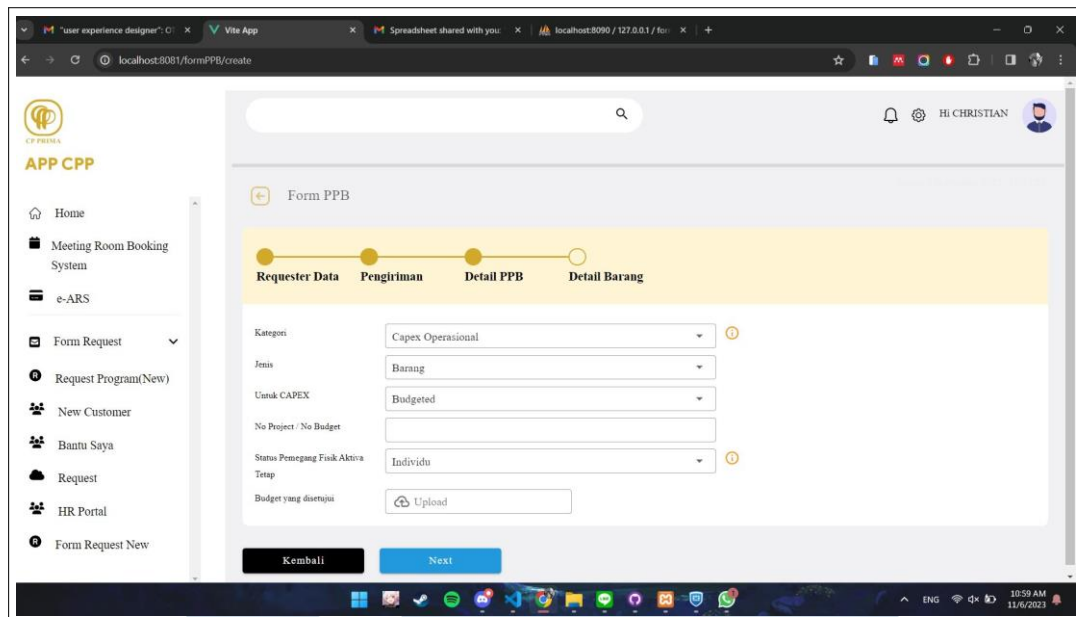 "user experience designer": O
Vite App
Spreadsheet shared with you:
localhost:8090 / 127.0.0.1 / for
localhost:8081/formPPB/create
CP PRIMA
APP CPP
Hi CHRISTIAN
Home
Meeting Room Booking
System
e-ARS
Form Request
Request Program(New)
New Customer
Bantu Saya
Request
HR Portal
Form Request New
Form PPB
Requester Data
Pengiriman
Detail PPB
Detail Barang
Kategori
Capex Operasional
Jenis
Barang
Untuk CAPEX
Budgeted
No Project / No Budget
Status Pemegang Fisik Aktiva
Tetap
Individu
Budget yang disetujui
Upload
Kembali
Next
ENG
10:59 AM
11/6/2023